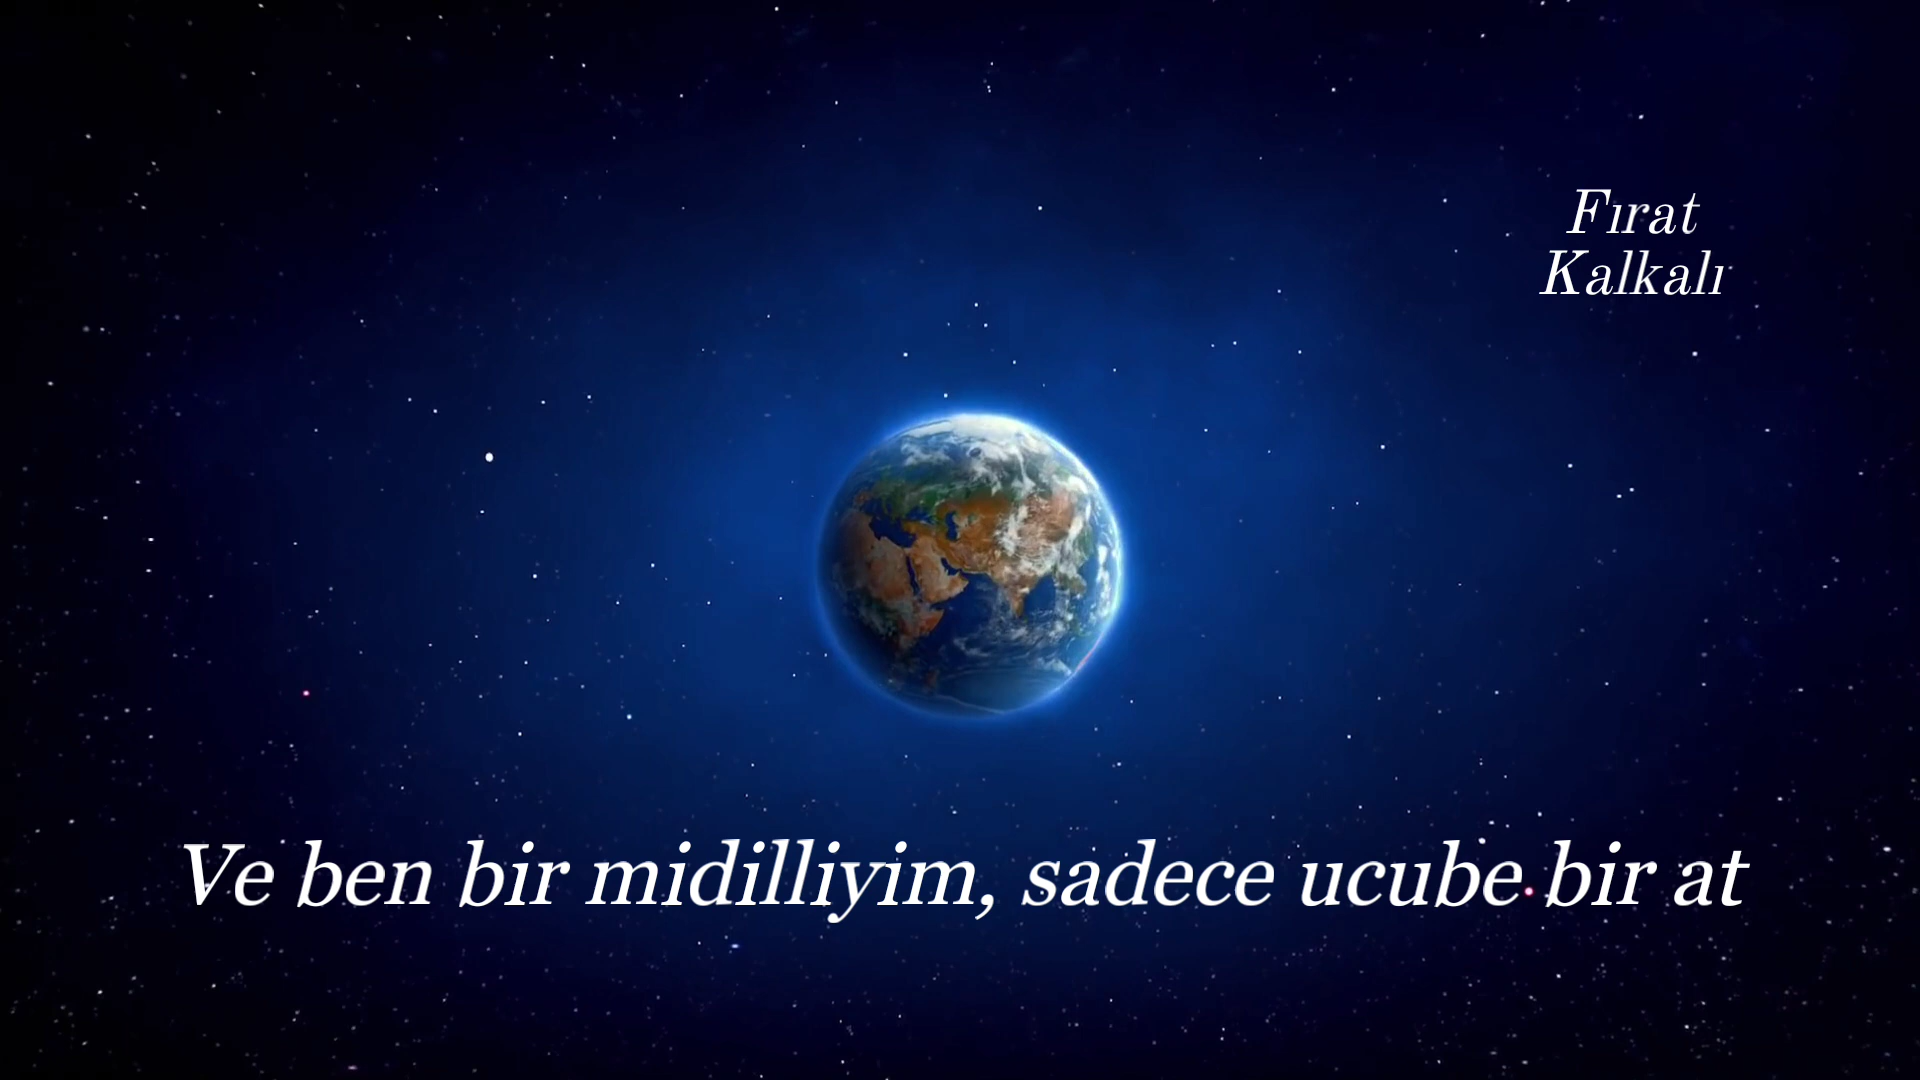 Fırat
Kalkalı
Ve ben bir midilliyim, sadece ucube bir at